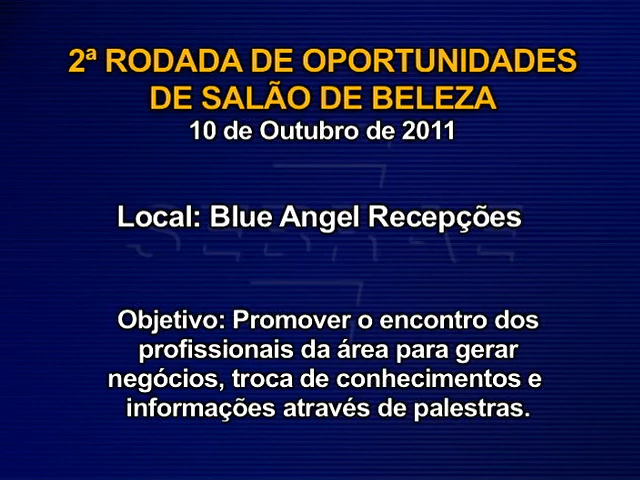 2ª RODADA DE OPORTUNIDADES
DE SALÃO DE BELEZA
10 de Outubro de 2011
Local: Blue Angel Recepções
SEBRAE
Objetivo: Promover o encontro dos
profissionais da área para gerar
negócios, troca de conhecimentos e
informações através de palestras.